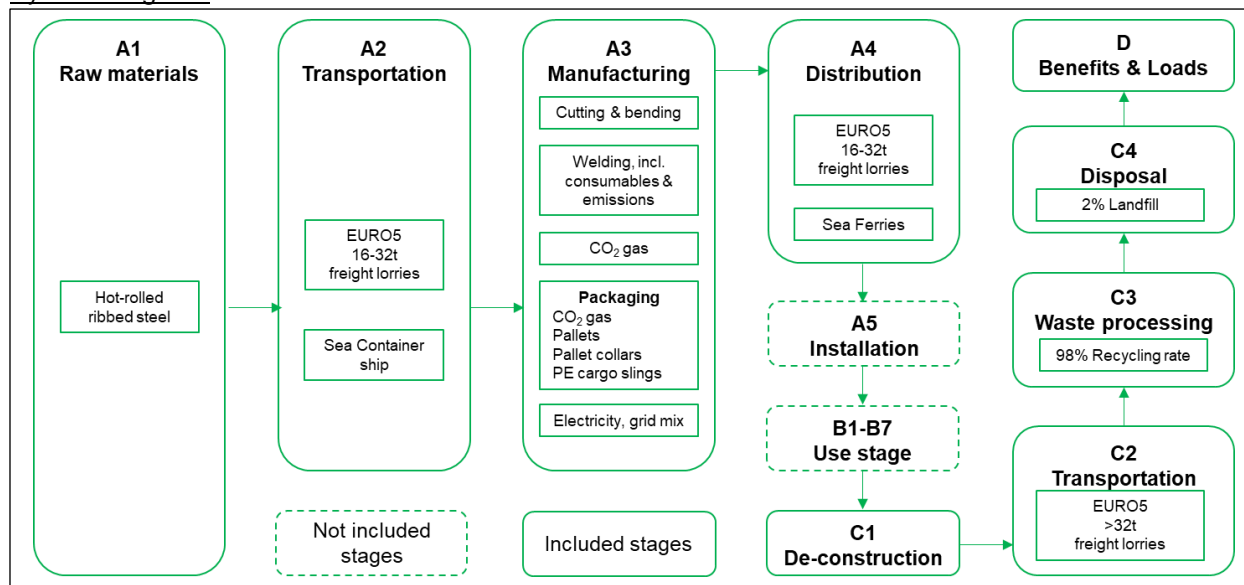 A1
Raw materials
Hot-rolled
ribbed steel
A2
Transportation
EURO5
16-32t
freight lorries
Sea Container
ship
A3
Manufacturing
Cutting & bending
Welding, incl.
consumables &
emissions
CO₂ gas
Packaging
CO₂ gas
Pallets
Pallet collars
PE cargo slings
Electricity, grid mix
A4
Distribution
EURO5
16-32t
freight lorries
Sea Ferries
A5
Installation
B1-B7
Use stage
C1
De-construction
C2
Transportation
EURO5
>32t
freight lorries
C3
Waste processing
98% Recycling rate
C4
Disposal
2% Landfill
D
Benefits & Loads
Not included
stages
Included stages